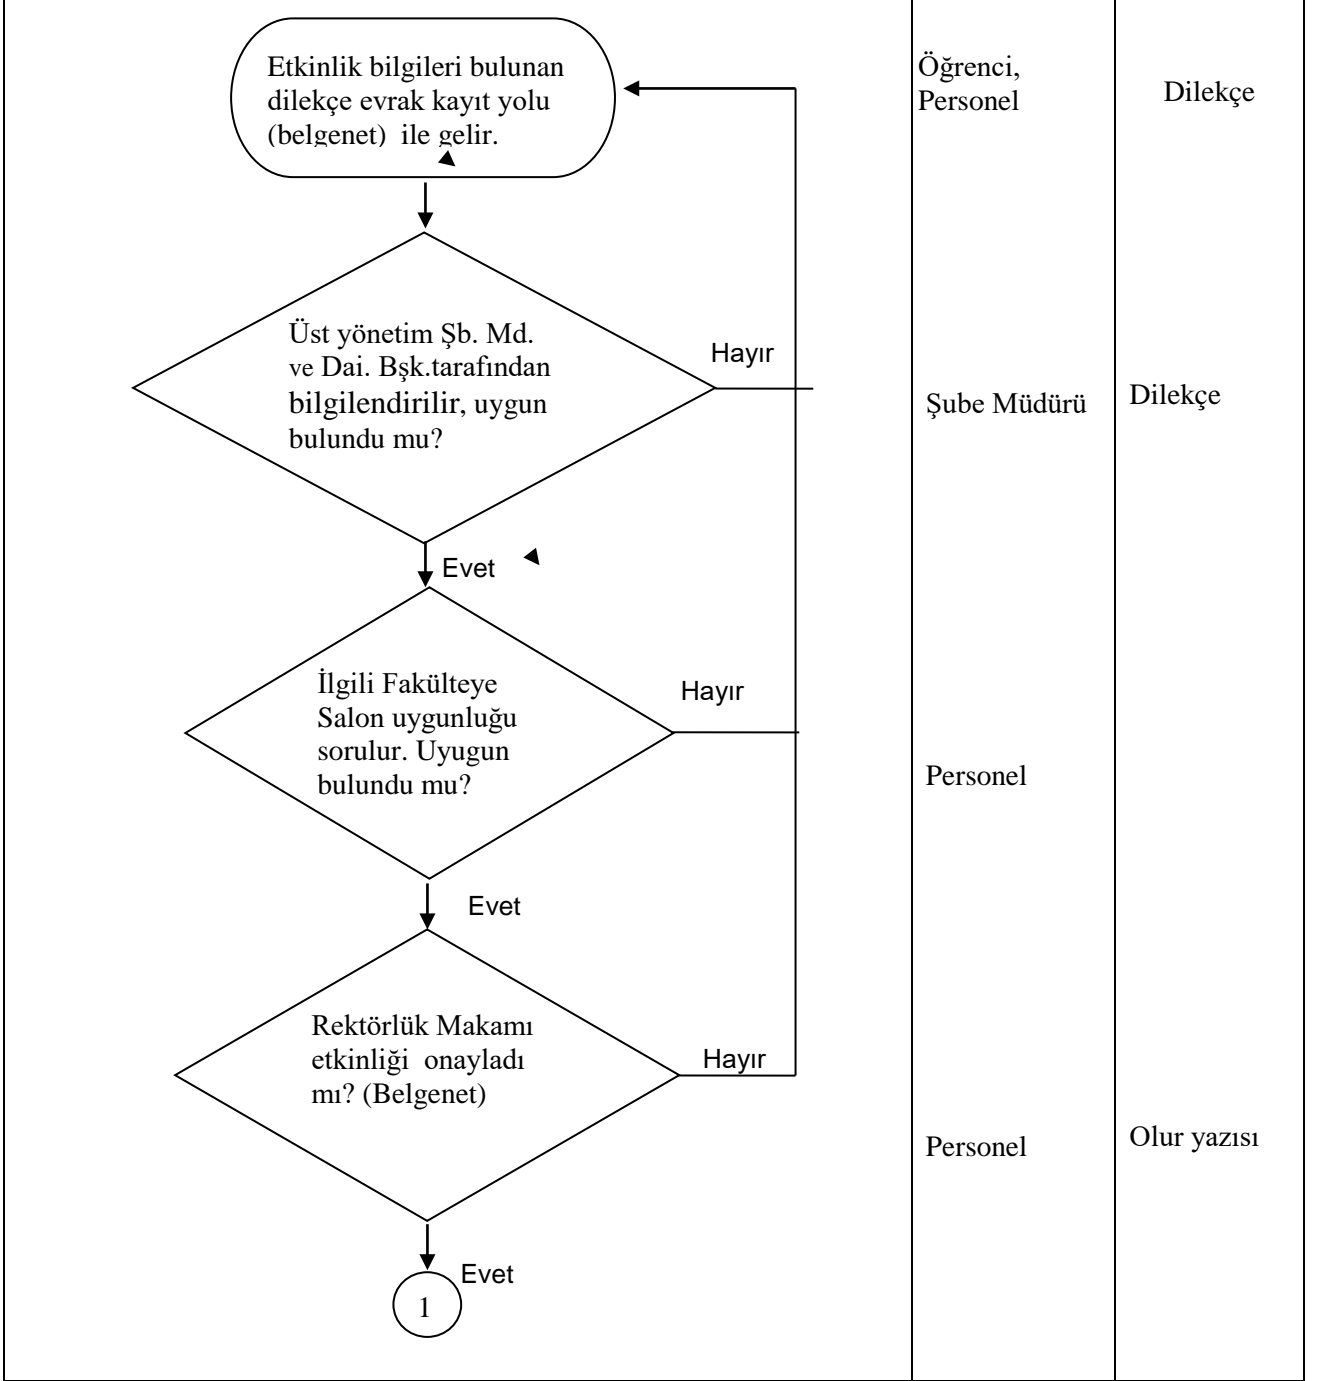 Etkinlik bilgileri bulunan
dilekçe evrak kayıt yolu
(belgenet) ile gelir.
Öğrenci,
Personel
Dilekçe
Üst yönetim Şb. Md.
ve Dai. Bşk.tarafından
bilgilendirilir, uygun
bulundu mu?
Hayır
Şube Müdürü
Dilekçe
Evet
İlgili Fakülteye
Salon uygunluğu
sorulur. Uyugun
bulundu mu?
Hayır
Personel
Evet
Rektörlük Makamı
etkinliği onayladı
mı? (Belgenet)
Hayır
Personel
Olur yazısı
Evet
1